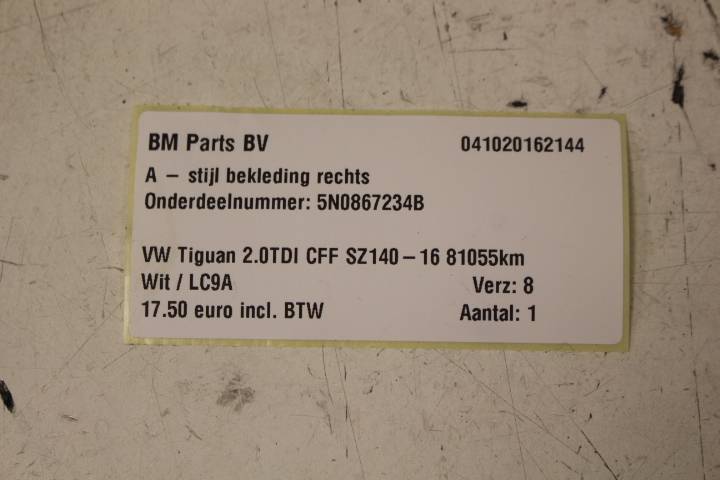 BM Parts BV 041020162144
A – stijl bekleding rechts
Onderdeelnummer: 5N0867234B
VW Tiguan 2.0TDI CFF SZ140–16 81055km
Wit / LC9A Verz: 8
17.50 euro incl. BTW Aantal: 1